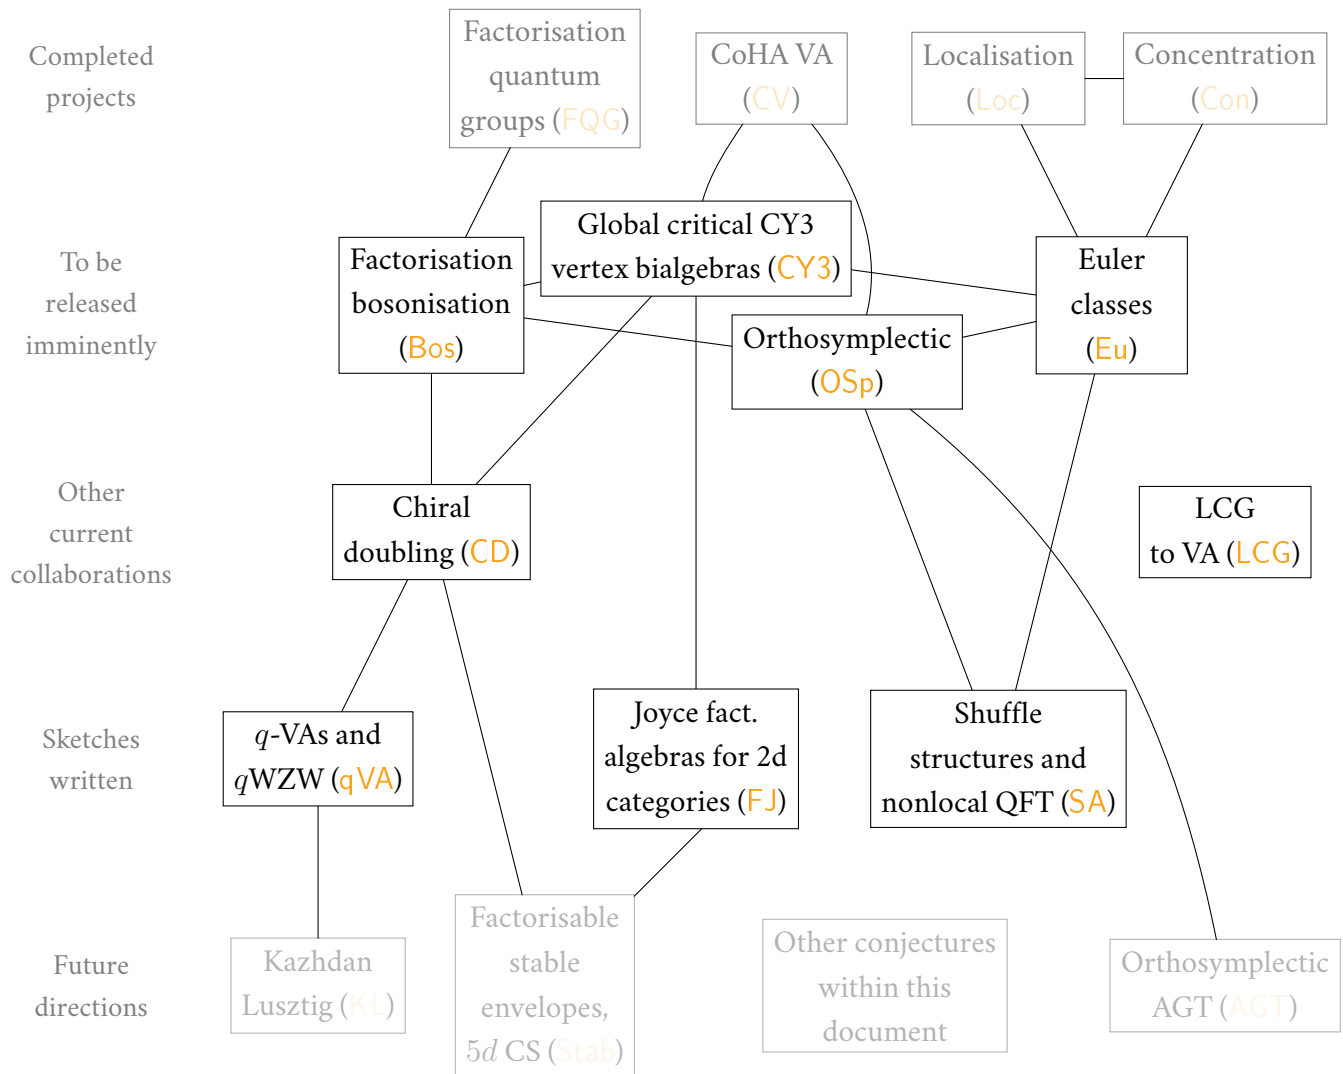 Completed
projects
Factorisation
quantum
groups (FQG)
CoHA VA
(CV)
Localisation
(Loc)
Concentration
(Con)
To be
released
imminently
Factorisation
bosonisation
(Bos)
Global critical CY3
vertex bialgebras (CY3)
Orthosymplectic
(OSp)
Euler
classes
(Eu)
Other
current
collaborations
Chiral
doubling (CD)
LCG
to VA (LCG)
Sketches
written
q-VAs and
qWZW (qVA)
Joyce fact.
algebras for 2d
categories (FJ)
Shuffle
structures and
nonlocal QFT (SA)
Future
directions
Kazhdan
Lusztig (KL)
Factorisable
stable
envelopes,
5d CS (Stab)
Other conjectures
within this
document
Orthosymplectic
AGT (AGT)